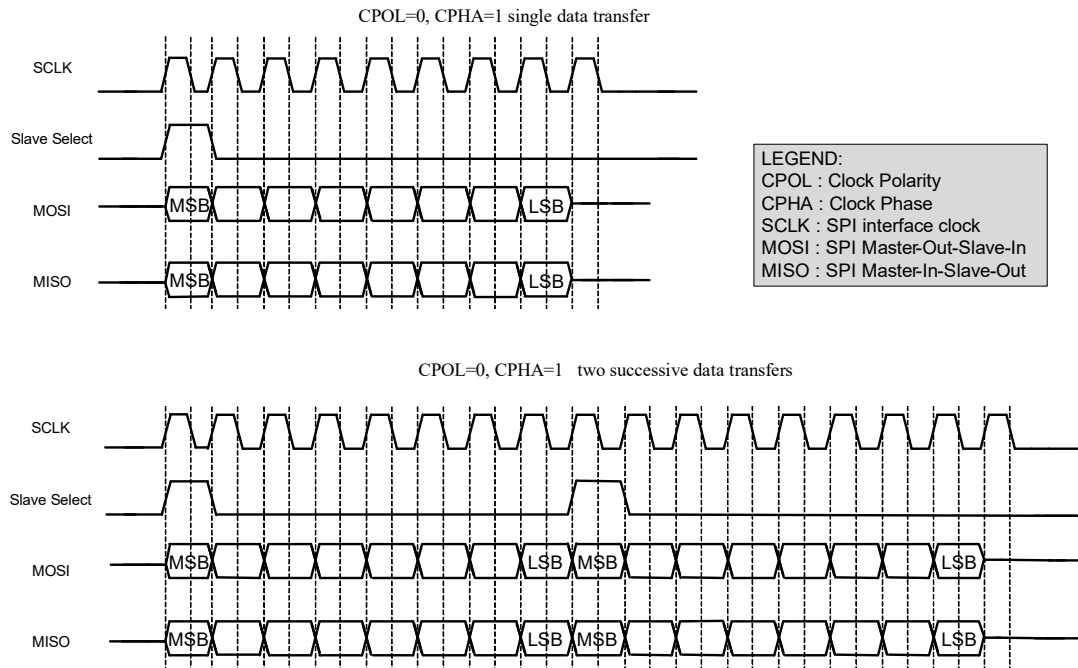 CPOL=0, CPHA=1 single data transfer
SCLK
Slave Select
MOSI
MSB
LSB
MISO
MSB
LSB
LEGEND:
CPOL : Clock Polarity
CPHA : Clock Phase
SCLK : SPI interface clock
MOSI : SPI Master-Out-Slave-In
MISO : SPI Master-In-Slave-Out
CPOL=0, CPHA=1 two successive data transfers
SCLK
Slave Select
MOSI
MSB
LSB
MSB
LSB
MISO
MSB
LSB
MSB
LSB